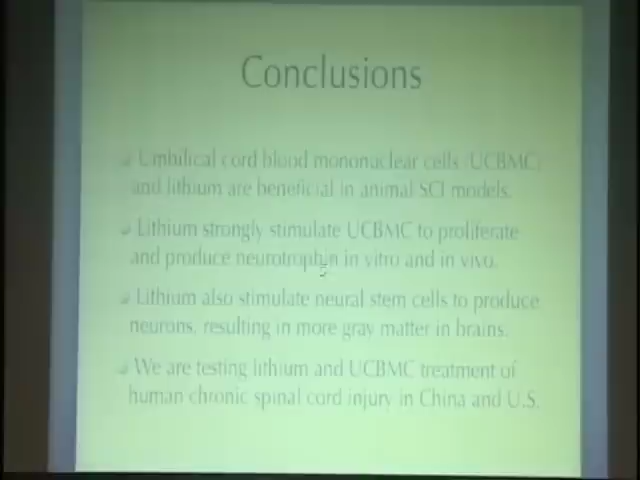 Conclusions
Umbilical cord blood mononuclear cells (UCBMC)
and lithium are beneficial in animal SCI models.
Lithium strongly stimulate UCBMC to proliferate
and produce neurotrophin in vitro and in vivo.
Lithium also stimulate neural stem cells to produce
neurons, resulting in more gray matter in brains.
We are testing lithium and UCBMC treatment of
human chronic spinal cord injury in China and U.S.